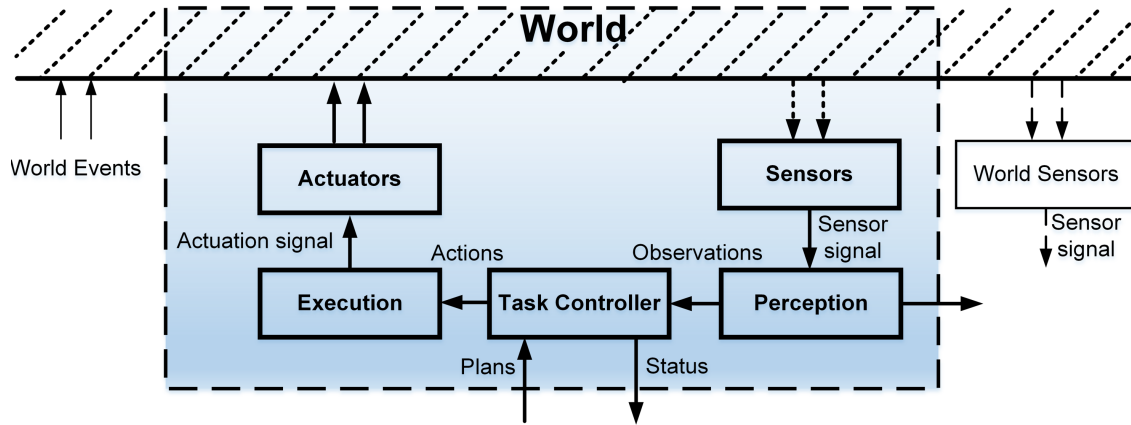 World
World Events
Actuators
Sensors
World Sensors
Actuation signal
Sensor
signal
Sensor
signal
Actions
Observations
Execution
Task Controller
Perception
Plans
Status